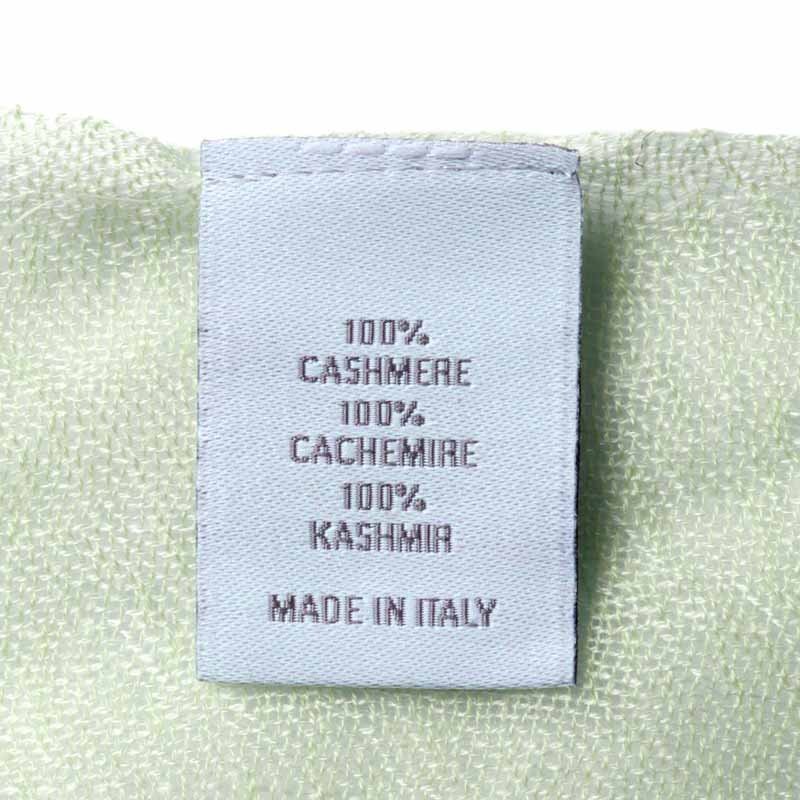 100%
CASHMERE
100%
CACHEMIRE
100%
KASHMIR
MADE IN ITALY